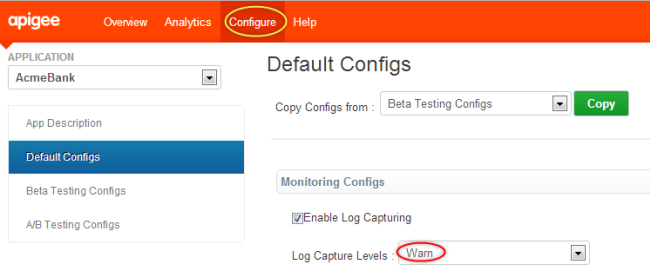 apigee Overview Analytics Configure Help
APPLICATION
AcmeBank
App Description
Default Configs
Beta Testing Configs
A/B Testing Configs
Default Configs
Copy Configs from : Beta Testing Configs Copy
Monitoring Configs
Enable Log Capturing
Log Capture Levels : Warn